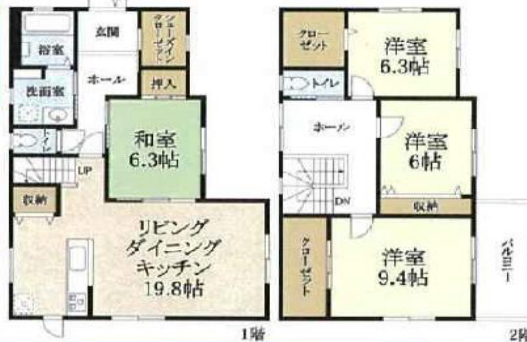 浴室
玄関
シューズイン
クローゼット
ホール
洗面室
押入
トイレ
和室
6.3帖
UP
収納
リビング
ダイニング
キッチン
19.8帖
1階
クロー
ゼット
洋室
6.3帖
トイレ
ホール
洋室
6帖
DN
収納
クローゼット
洋室
9.4帖
バルコニー
2階